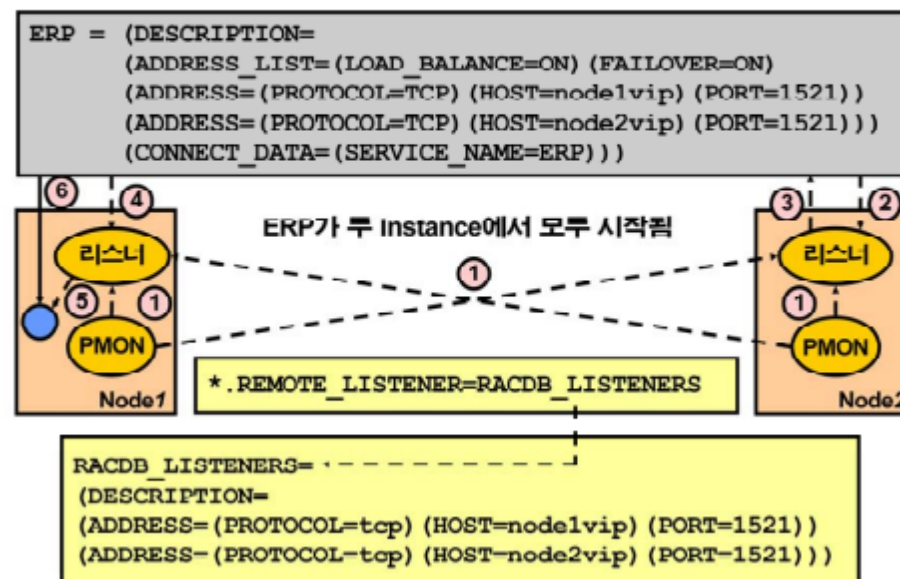 ERP = (DESCRIPTION=
(ADDRESS_LIST=(LOAD_BALANCE=ON)(FAILOVER=ON)
(ADDRESS=(PROTOCOL=TCP)(HOST=node1vip)(PORT=1521))
(ADDRESS=(PROTOCOL=TCP)(HOST=node2vip)(PORT=1521)))
(CONNECT_DATA=(SERVICE_NAME=ERP)))
6 4 3 2
ERP가 두 Instance에서 모두 시작됨
리스너 리스너
1
5 1 1
PMON PMON
*.REMOTE_LISTENER=RACDB_LISTENERS
Node1 Node2
RACDB_LISTENERS=
(DESCRIPTION=
(ADDRESS=(PROTOCOL=tcp)(HOST=node1vip)(PORT=1521))
(ADDRESS=(PROTOCOL=tcp)(HOST=node2vip)(PORT=1521)))